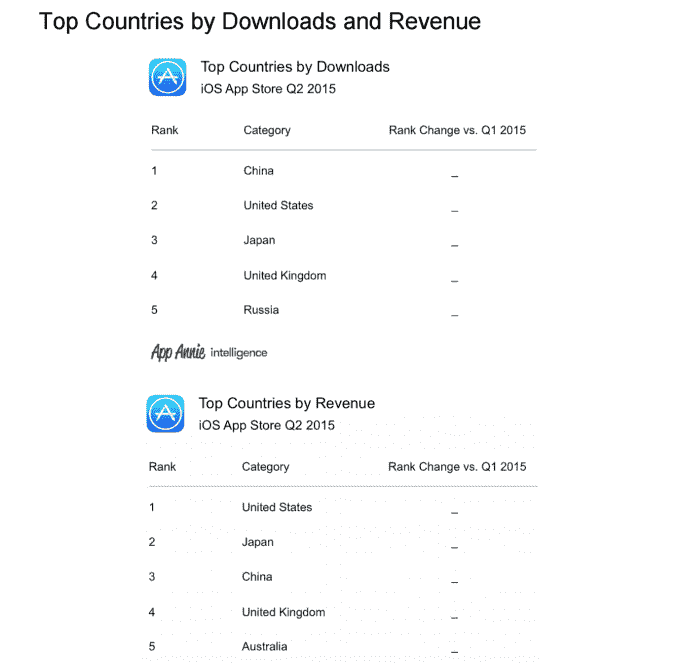 Top Countries by Downloads and Revenue
Top Countries by Downloads
iOS App Store Q2 2015
Rank Category Rank Change vs. Q1 2015
1 China –
2 United States –
3 Japan –
4 United Kingdom –
5 Russia –
App Annie intelligence
Top Countries by Revenue
iOS App Store Q2 2015
Rank Category Rank Change vs. Q1 2015
1 United States –
2 Japan –
3 China –
4 United Kingdom –
5 Australia –